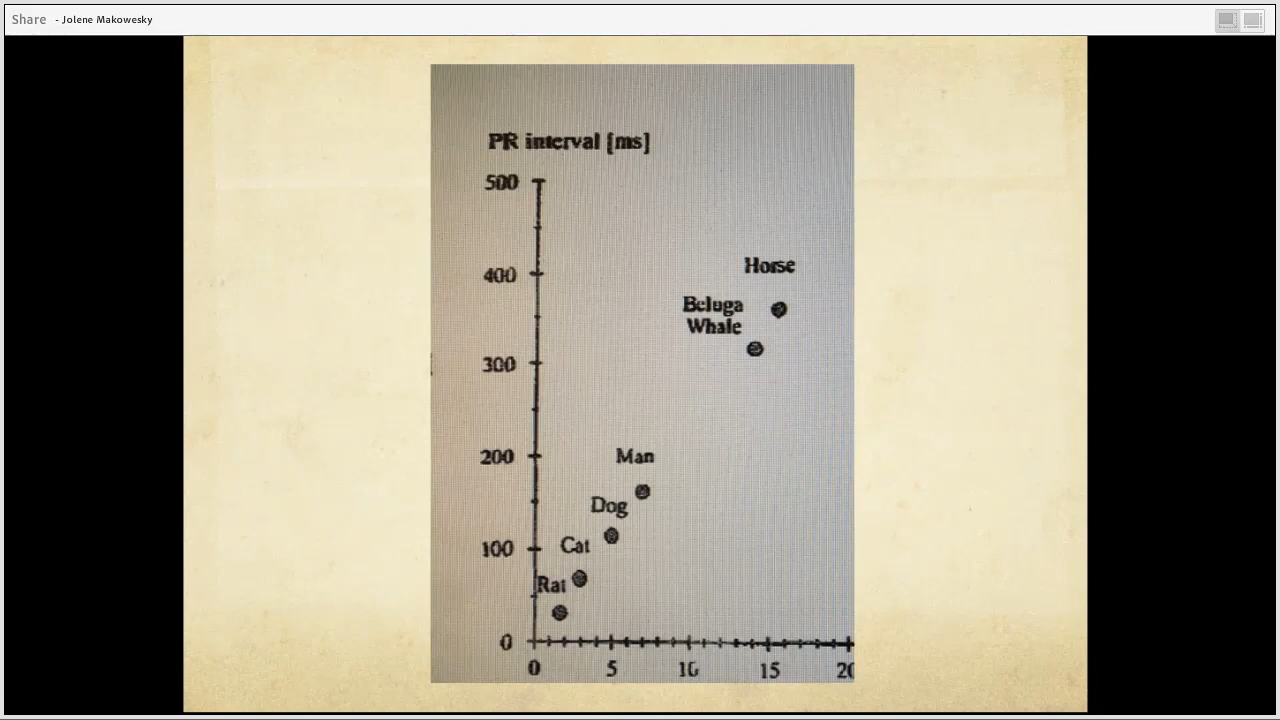 Share - Jolene Makowesky
PR interval [ms]
500
400
300
200
100
0
Horse
Beluga
Whale
Man
Dog
Cat
Rat
0 5 10 15 20